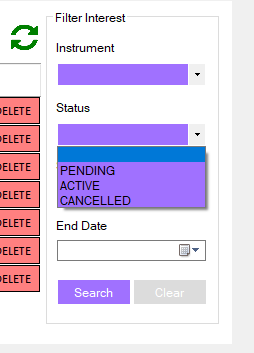 Filter Interest
Instrument
Status
PENDING
ACTIVE
CANCELLED
End Date
Search
Clear
DELETE
DELETE
DELETE
DELETE
DELETE
DELETE
DELETE